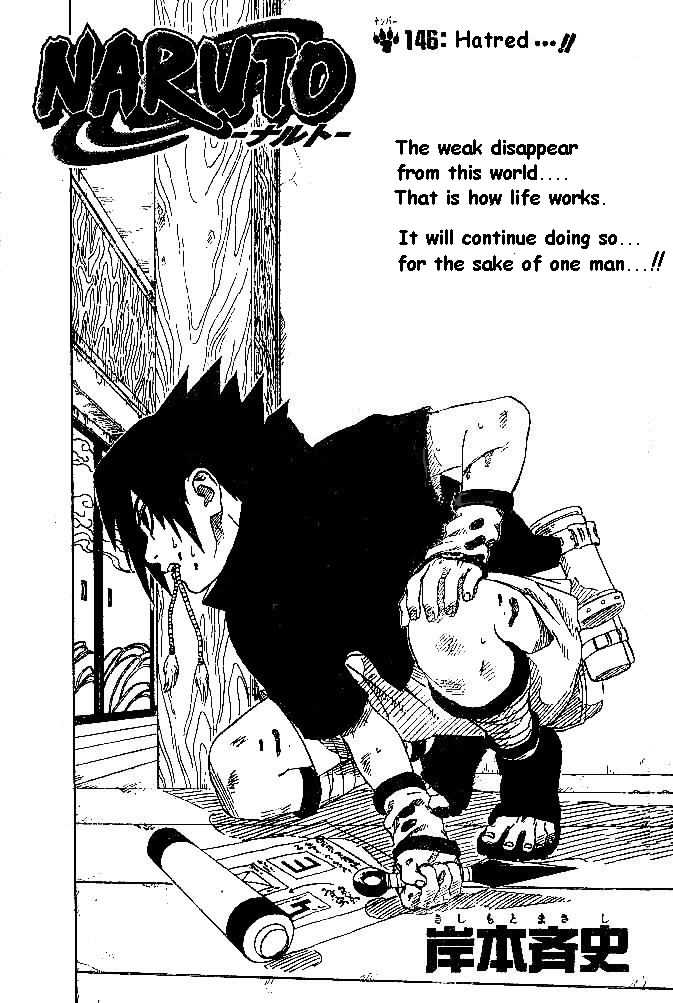 NARUTO
-ナルト-
ナンバー
146: Hatred ...!!
The weak disappear
from this world....
That is how life works.
It will continue doing so...
for the sake of one man...!!
きしもとまさし
岸本斉史